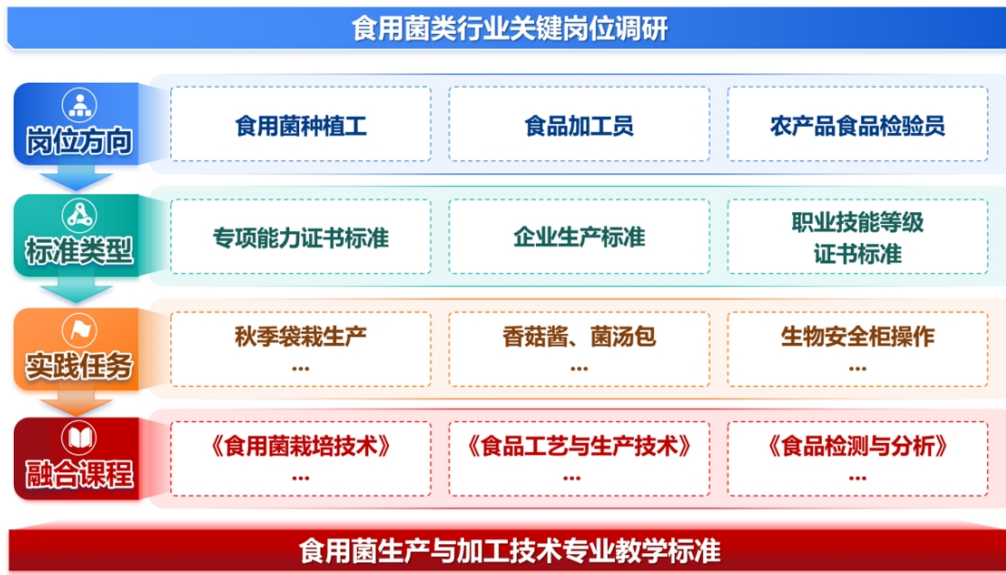 食用菌类行业关键岗位调研
岗位方向
食用菌种植工
食品加工员
农产品食品检验员
标准类型
专项能力证书标准
企业生产标准
职业技能等级
证书标准
实践任务
秋季袋栽生产
...
香菇酱、菌汤包
...
生物安全柜操作
...
融合课程
《食用菌栽培技术》
...
《食品工艺与生产技术》
...
《食品检测与分析》
...
食用菌生产与加工技术专业教学标准